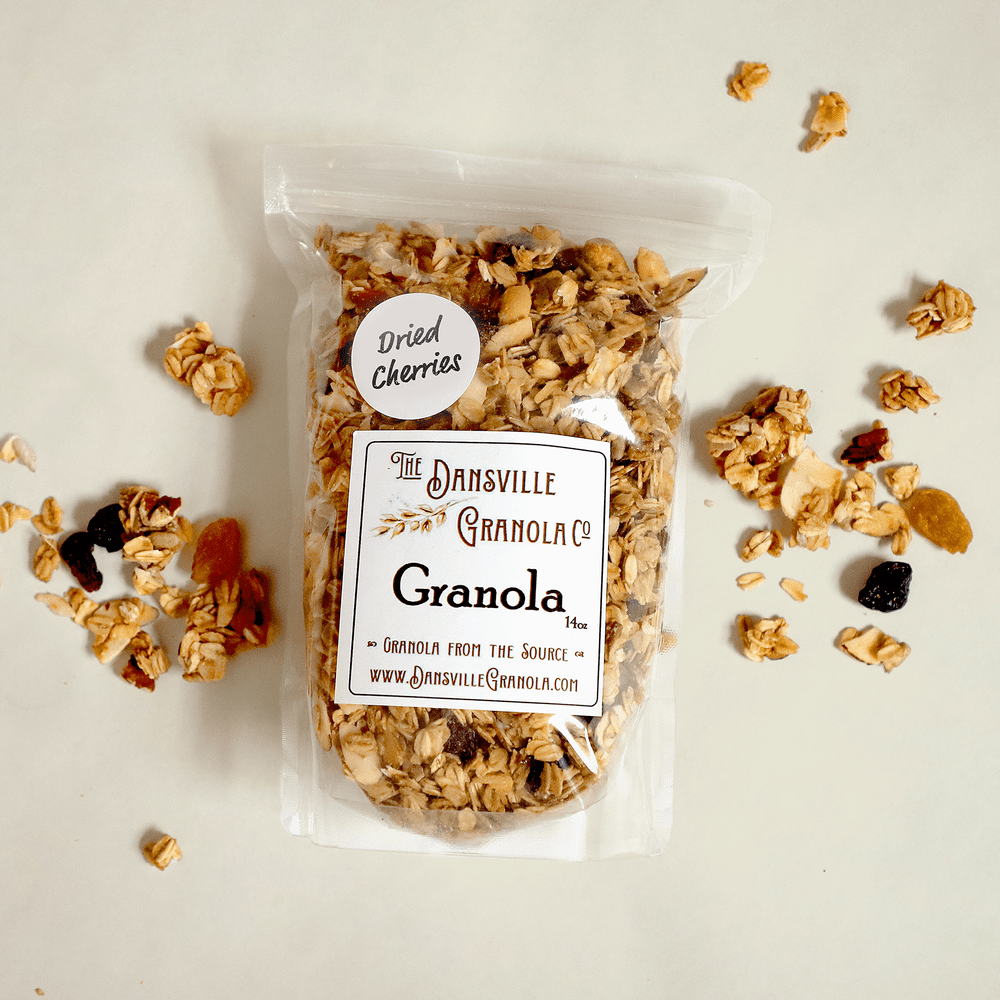 Dried
Cherries
The Dansville
Granola Co
Granola
14oz
Granola from the Source
www.DansvilleGranola.com